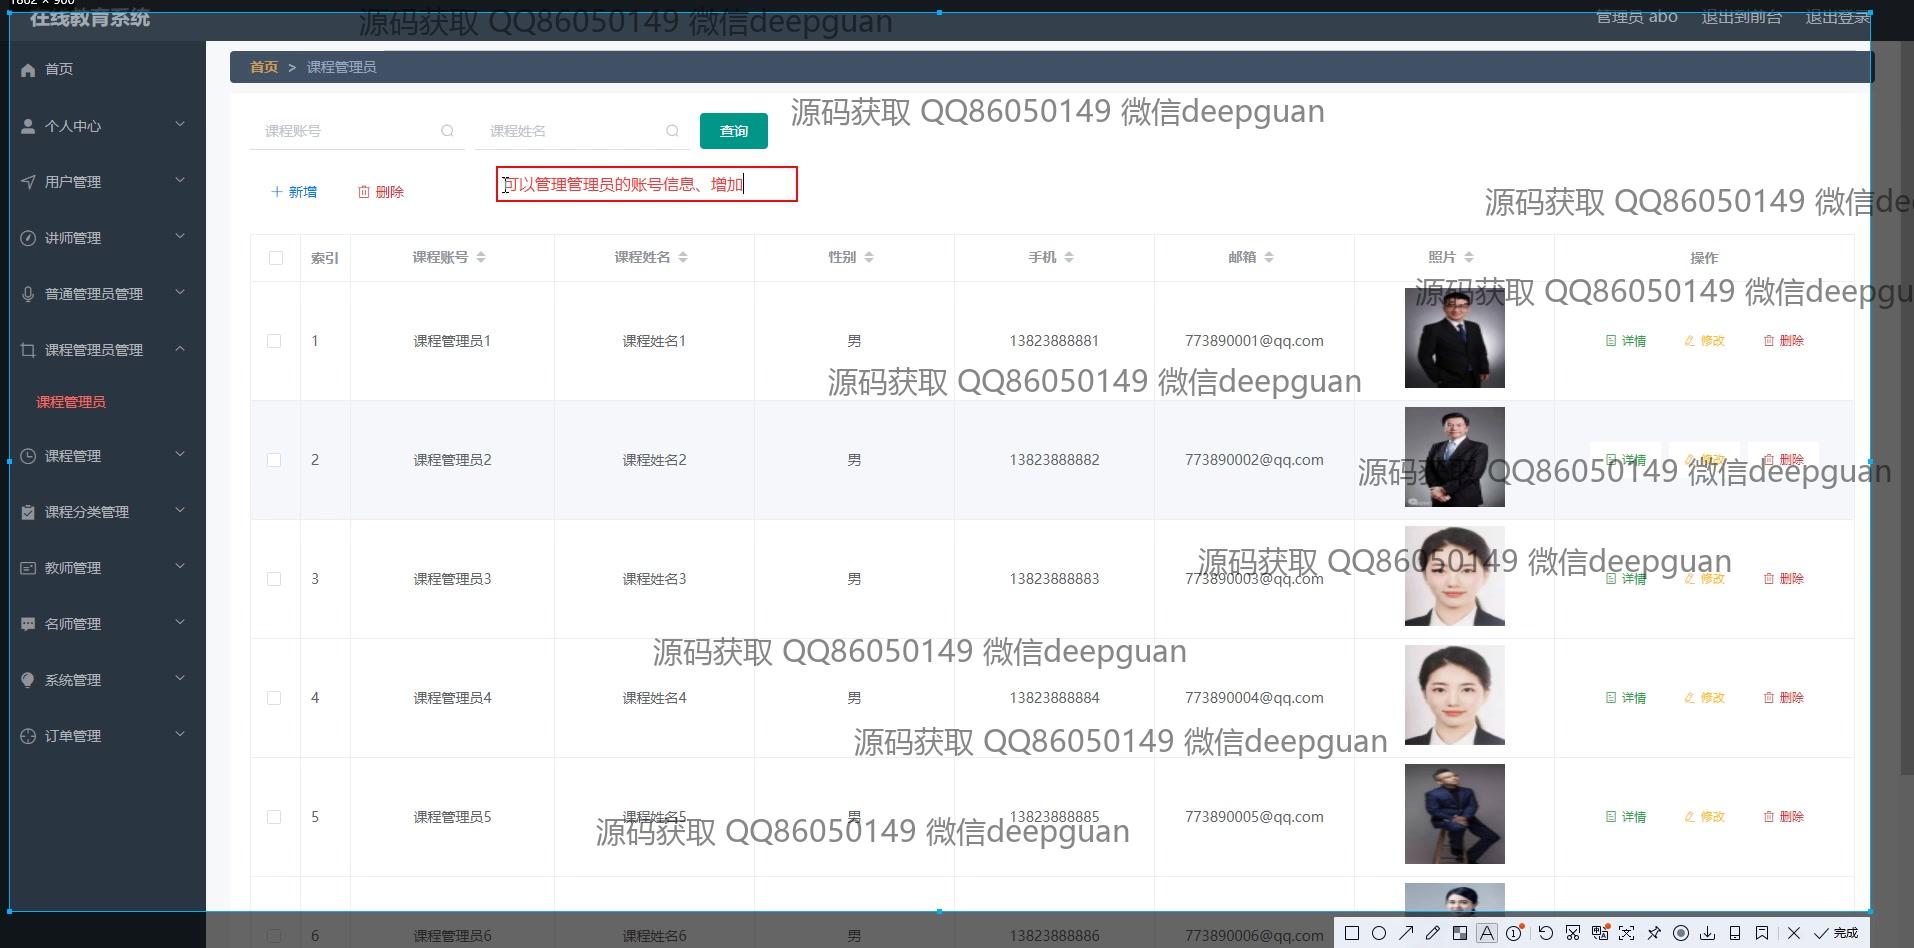 1862 × 900
在线教育系统
管理员 abo 退出到前台 退出登录
源码获取 QQ86050149 微信deepguan
首页
个人中心
用户管理
讲师管理
普通管理员管理
课程管理员管理
课程管理员
课程管理
课程分类管理
教师管理
名师管理
系统管理
订单管理
首页 > 课程管理员
源码获取 QQ86050149 微信deepguan
课程账号 课程姓名 查询
新增 删除 可以管理管理员的账号信息、增加
源码获取 QQ86050149 微信de
索引 课程账号 课程姓名 性别 手机 邮箱 照片 操作
源码获取 QQ86050149 微信deepgu
1 课程管理员1 课程姓名1 男 13823888881 773890001@qq.com 详情 修改 删除
源码获取 QQ86050149 微信deepguan
2 课程管理员2 课程姓名2 男 13823888882 773890002@qq.com 详情 修改 删除
源码获取 QQ86050149 微信deepguan
源码获取 QQ86050149 微信deepguan
3 课程管理员3 课程姓名3 男 13823888883 773890003@qq.com 详情 修改 删除
源码获取 QQ86050149 微信deepguan
4 课程管理员4 课程姓名4 男 13823888884 773890004@qq.com 详情 修改 删除
源码获取 QQ86050149 微信deepguan
5 课程管理员5 课程姓名5 男 13823888885 773890005@qq.com 详情 修改 删除
源码获取 QQ86050149 微信deepguan
6 课程管理员6 课程姓名6 男 13823888886 773890006@qq.com
完成